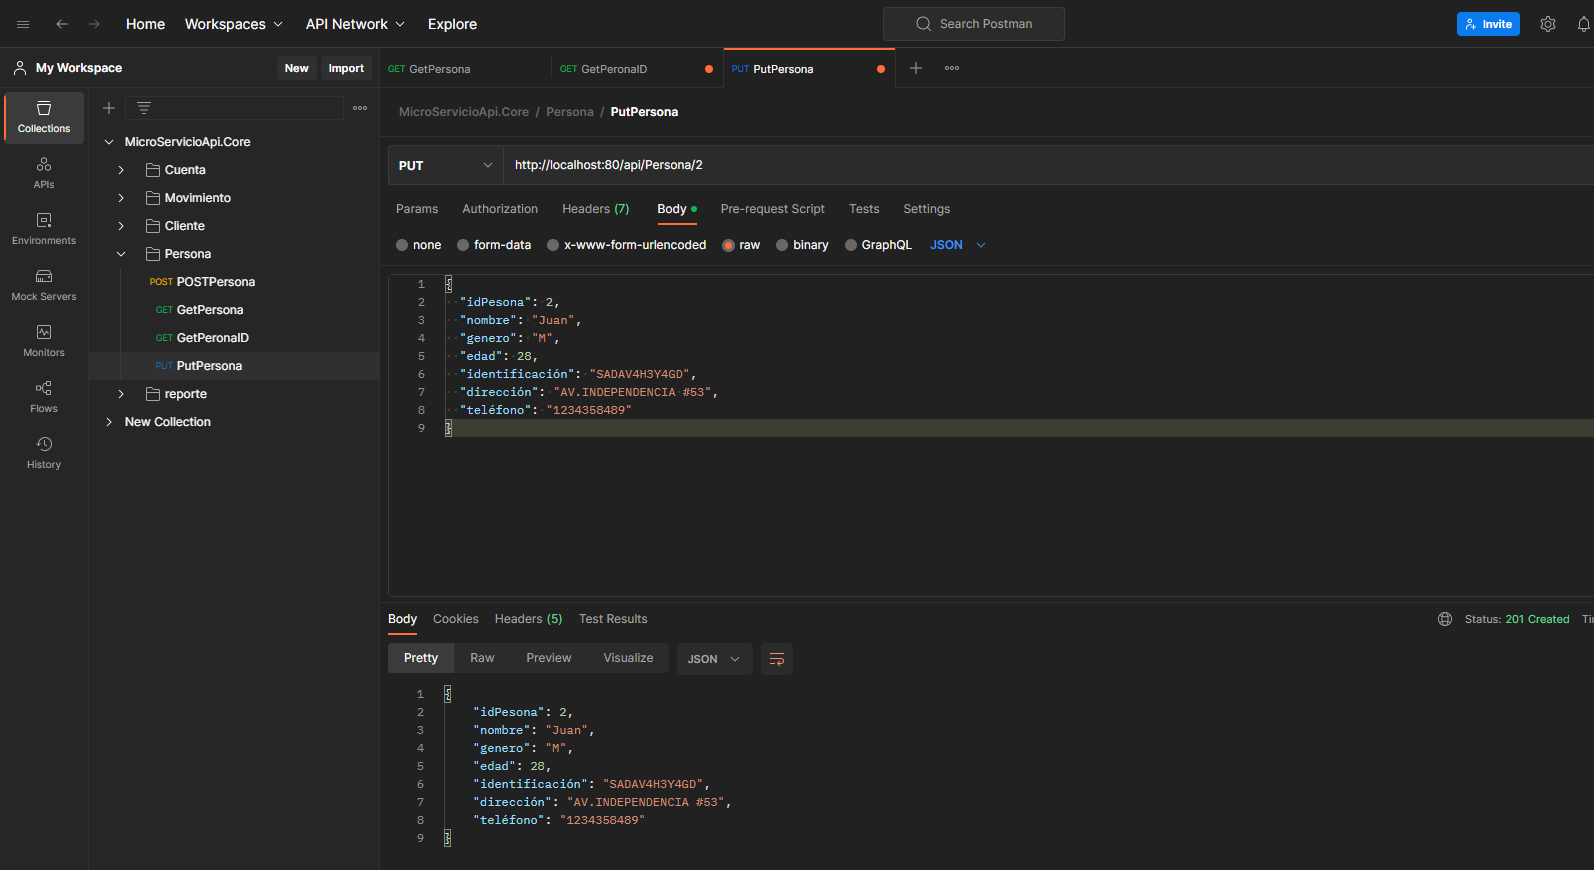 Home Workspaces API Network Explore Search Postman Invite
My Workspace New Import GET GetPersona GET GetPeronaID PUT PutPersona
MicroServicioApi.Core / Persona / PutPersona
Collections
APIs
Environments
Mock Servers
Monitors
Flows
History
MicroServicioApi.Core
Cuenta
Movimiento
Cliente
Persona
POST POSTPersona
GET GetPersona
GET GetPeronaID
PUT PutPersona
reporte
New Collection
PUT http://localhost:80/api/Persona/2
Params Authorization Headers (7) Body Pre-request Script Tests Settings
none form-data x-www-form-urlencoded raw binary GraphQL JSON
1 {
2 "idPesona": 2,
3 "nombre": "Juan",
4 "genero": "M",
5 "edad": 28,
6 "identificación": "SADAV4H3Y4GD",
7 "dirección": "AV.INDEPENDENCIA #53",
8 "teléfono": "1234358489"
9 }
Body Cookies Headers (5) Test Results Status: 201 Created
Pretty Raw Preview Visualize JSON
1 {
2 "idPesona": 2,
3 "nombre": "Juan",
4 "genero": "M",
5 "edad": 28,
6 "identificación": "SADAV4H3Y4GD",
7 "dirección": "AV.INDEPENDENCIA #53",
8 "teléfono": "1234358489"
9 }